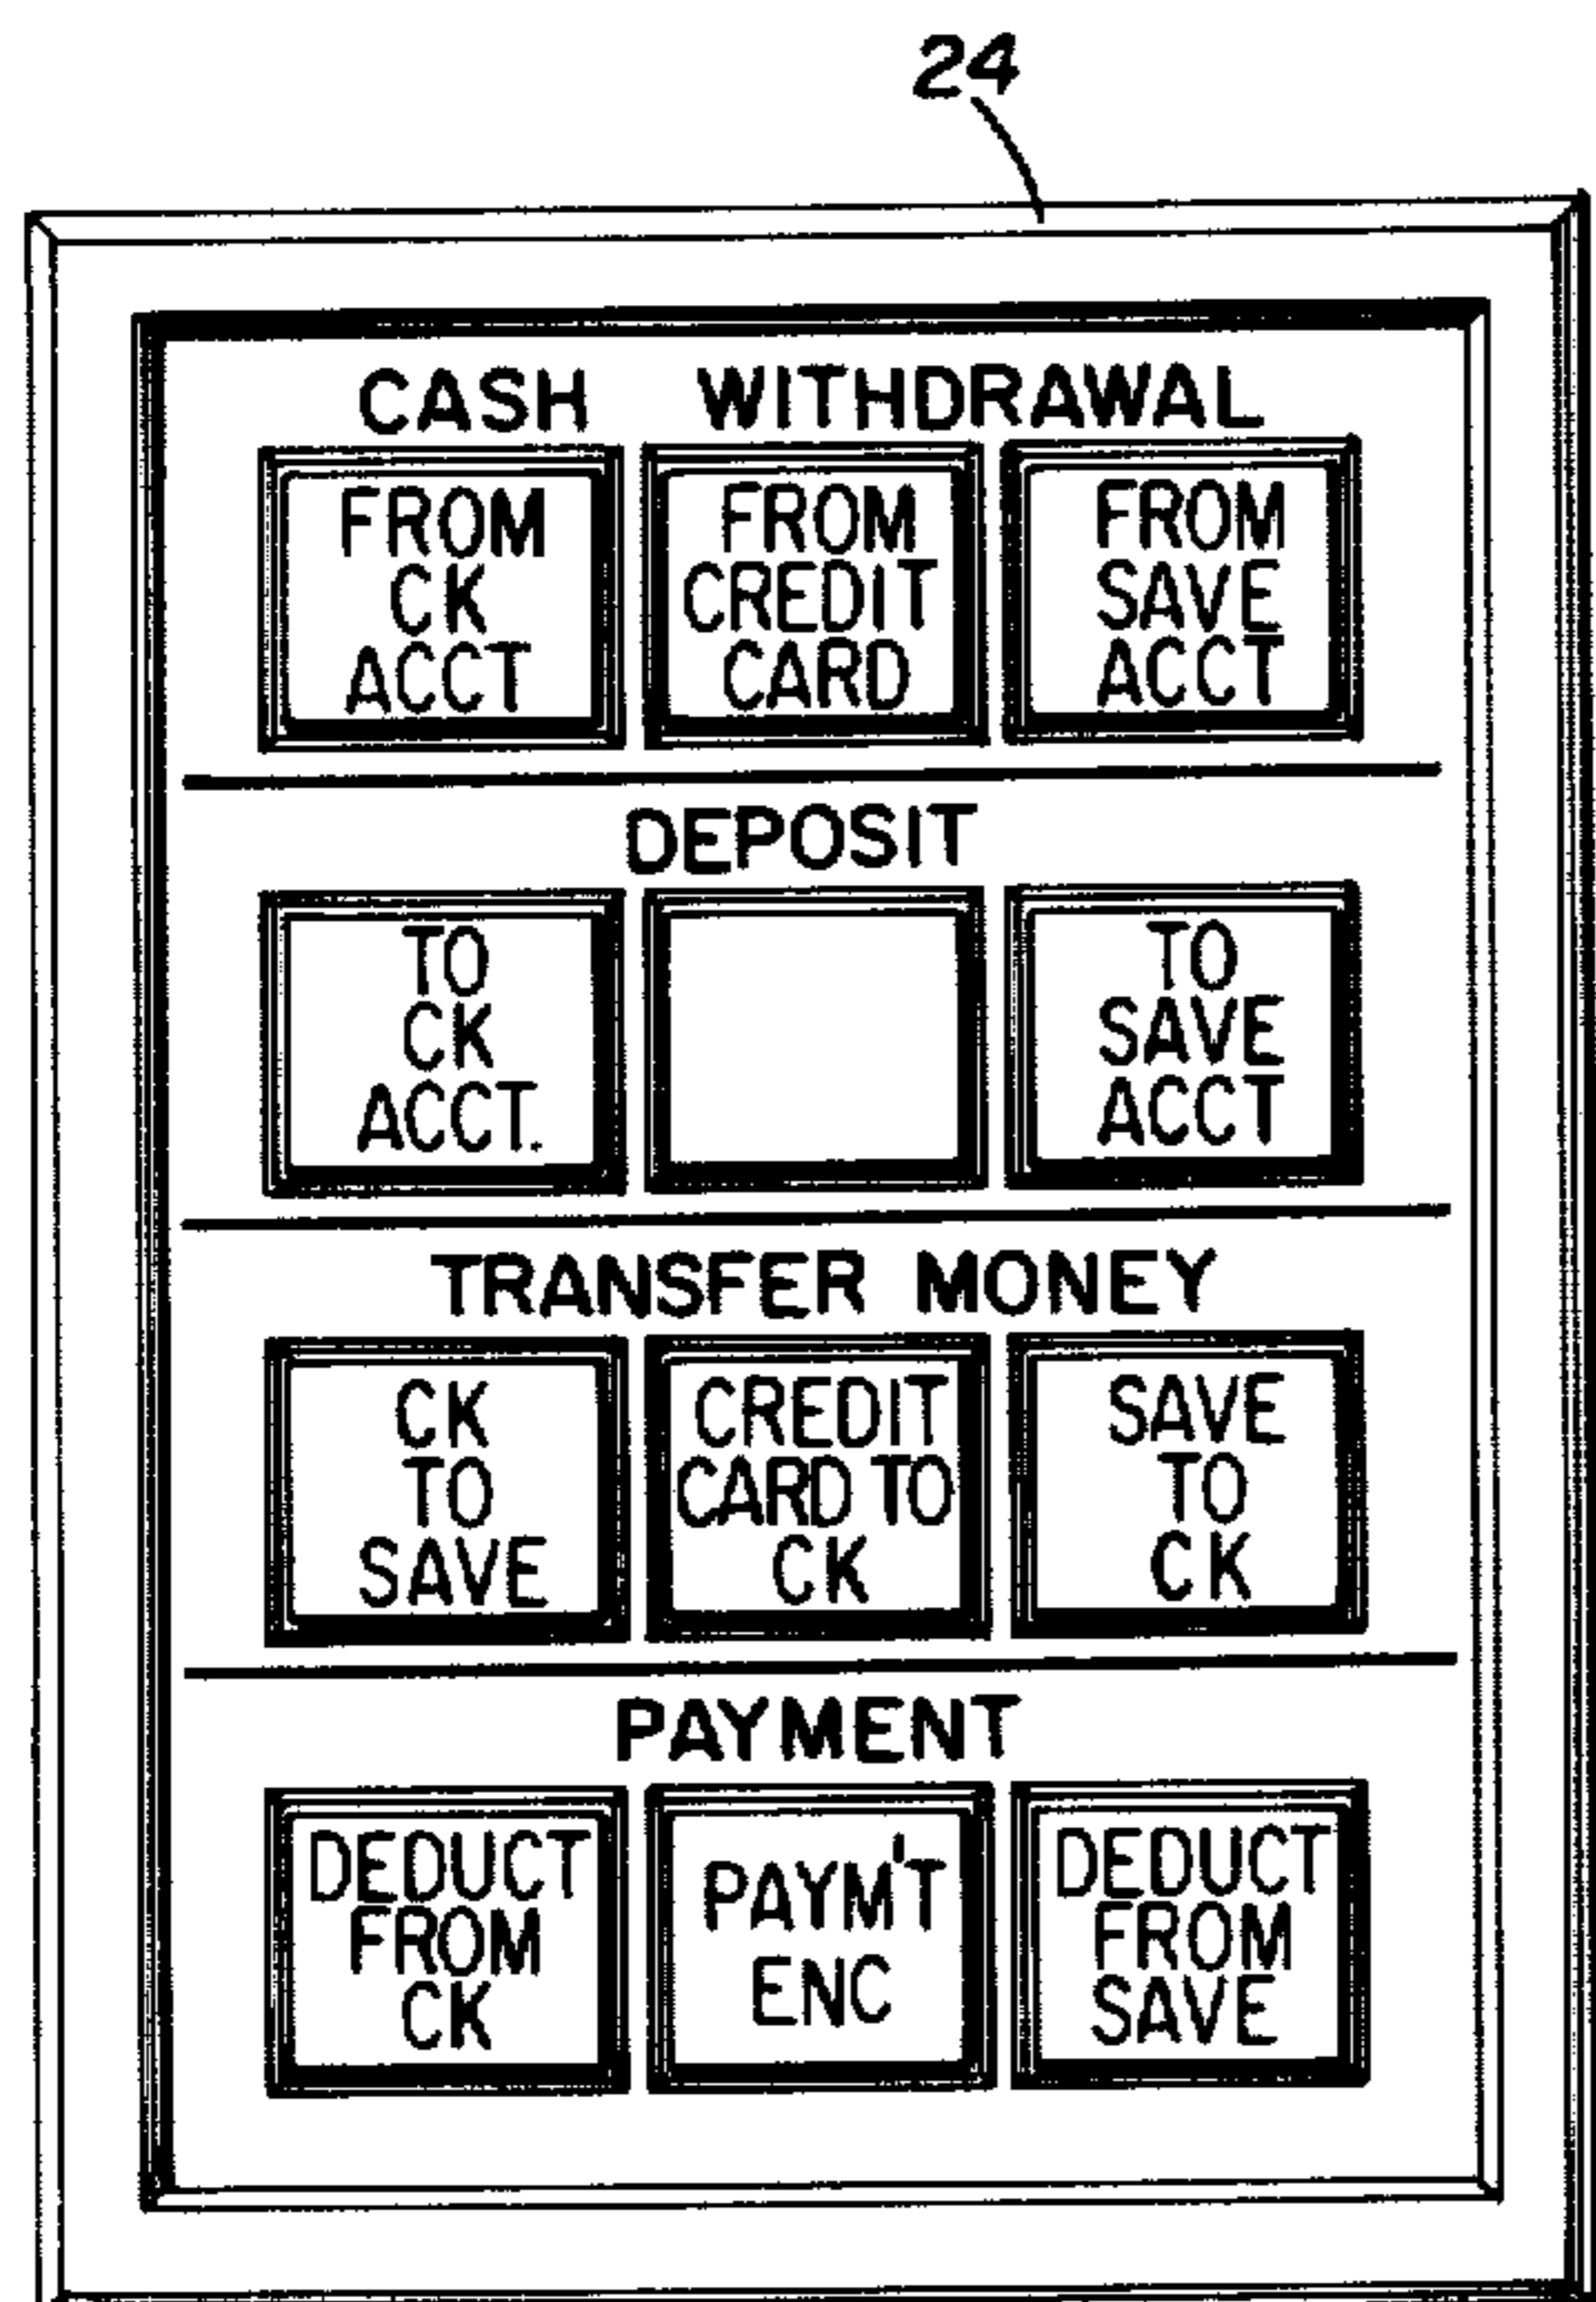 24
CASH WITHDRAWAL
FROM
CK
ACCT
FROM
CREDIT
CARD
FROM
SAVE
ACCT
DEPOSIT
TO
CK
ACCT.
TO
SAVE
ACCT
TRANSFER MONEY
CK
TO
SAVE
CREDIT
CARD TO
CK
SAVE
TO
CK
PAYMENT
DEDUCT
FROM
CK
PAYM'T
ENC
DEDUCT
FROM
SAVE